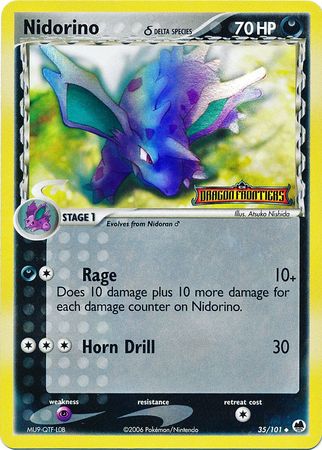 Nidorino δ DELTA SPECIES 70 HP
DRAGON FRONTIERS
Illus. Atsuko Nishida
STAGE 1
Evolves from Nidoran ♂
Rage 10+
Does 10 damage plus 10 more damage for
each damage counter on Nidorino.
Horn Drill 30
weakness resistance retreat cost
MU9-QTF-L0B ©2006 Pokémon/Nintendo 35/101 ◆